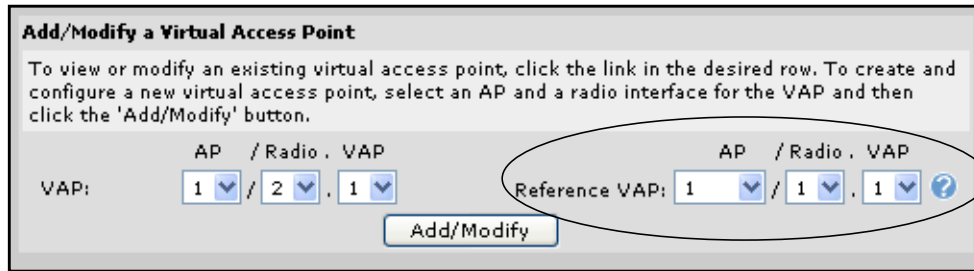 Add/Modify a Virtual Access Point
To view or modify an existing virtual access point, click the link in the desired row. To create and
configure a new virtual access point, select an AP and a radio interface for the VAP and then
click the 'Add/Modify' button.
AP / Radio . VAP AP / Radio . VAP
VAP: 1 / 2 . 1 Reference VAP: 1 / 1 . 1 ?
Add/Modify